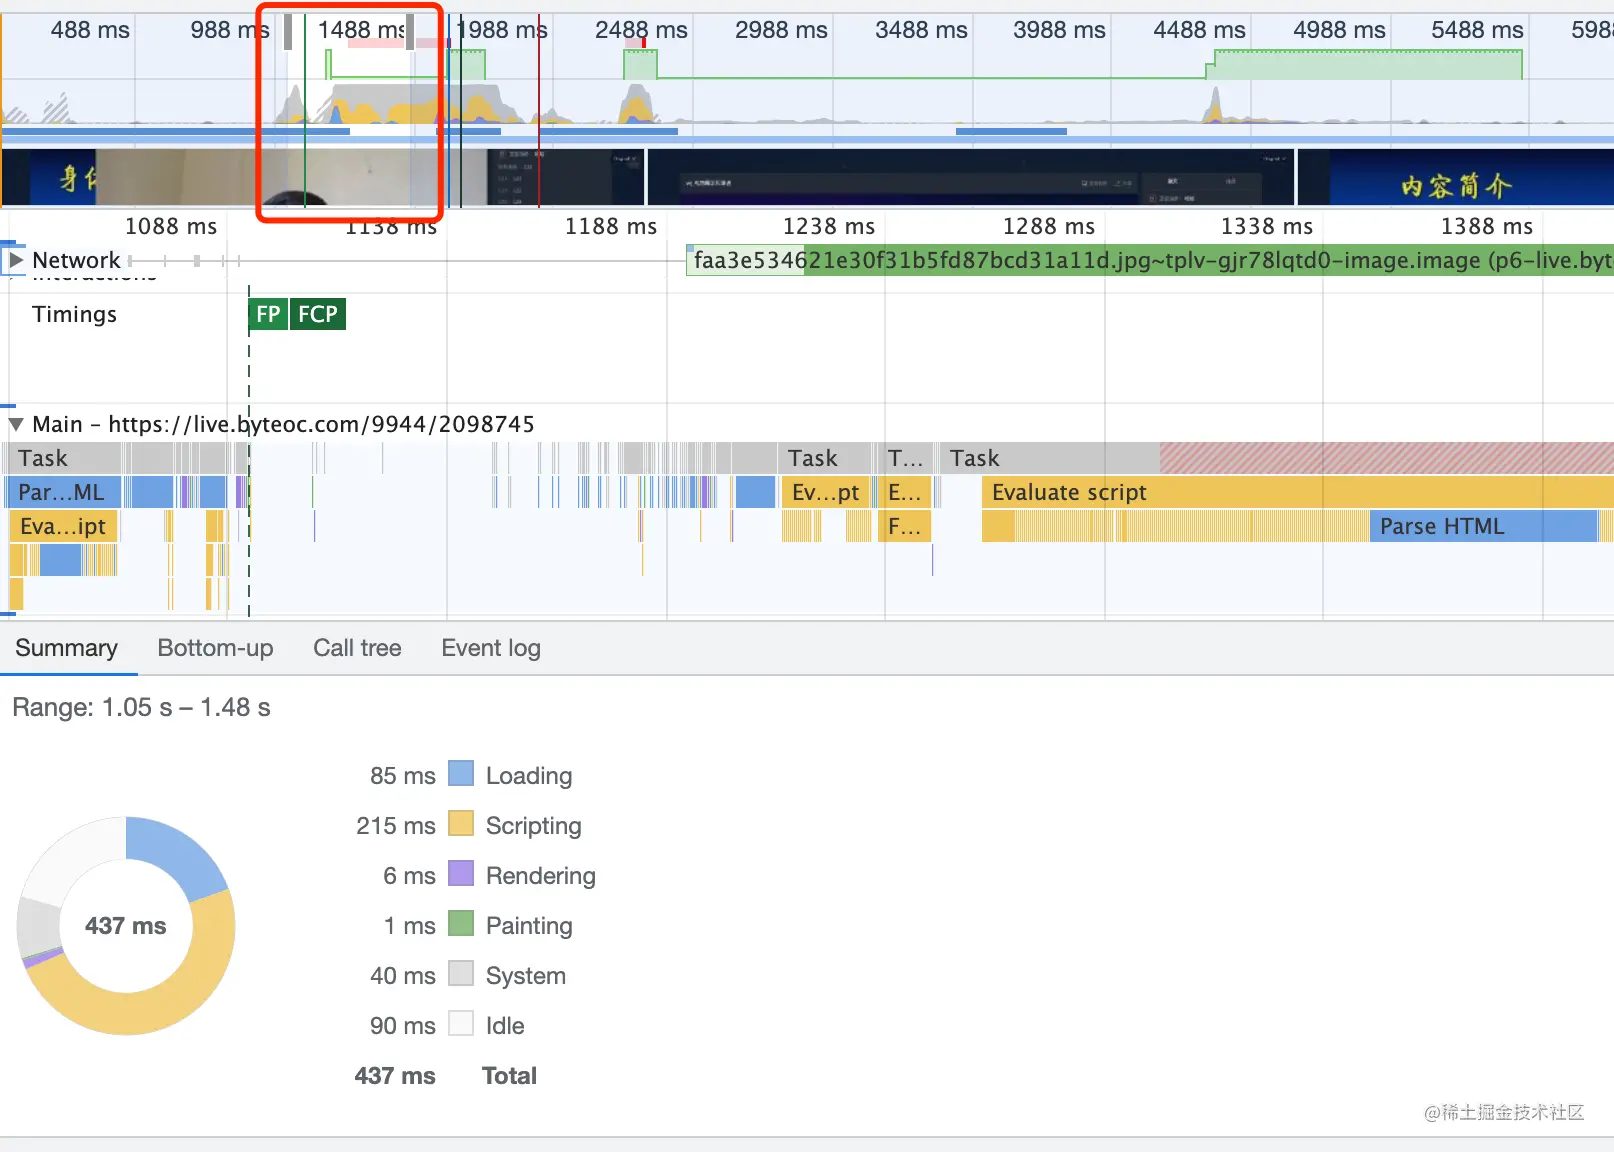 488 ms 988 ms 1488 ms 1988 ms 2488 ms 2988 ms 3488 ms 3988 ms 4488 ms 4988 ms 5488 ms 598
身
内容简介
1088 ms 1138 ms 1188 ms 1238 ms 1288 ms 1338 ms 1388 ms
Network faa3e534621e30f31b5fd87bcd31a11d.jpg~tplv-gjr78lqtd0-image.image (p6-live.byt
Interactions
Timings FP FCP
Main – https://live.byteoc.com/9944/2098745
Task Task T... Task
Par...ML Ev...pt E... Evaluate script
Eva...ipt F... Parse HTML
Summary Bottom-up Call tree Event log
Range: 1.05 s – 1.48 s
85 ms Loading
215 ms Scripting
6 ms Rendering
437 ms
1 ms Painting
40 ms System
90 ms Idle
437 ms Total
@稀土掘金技术社区